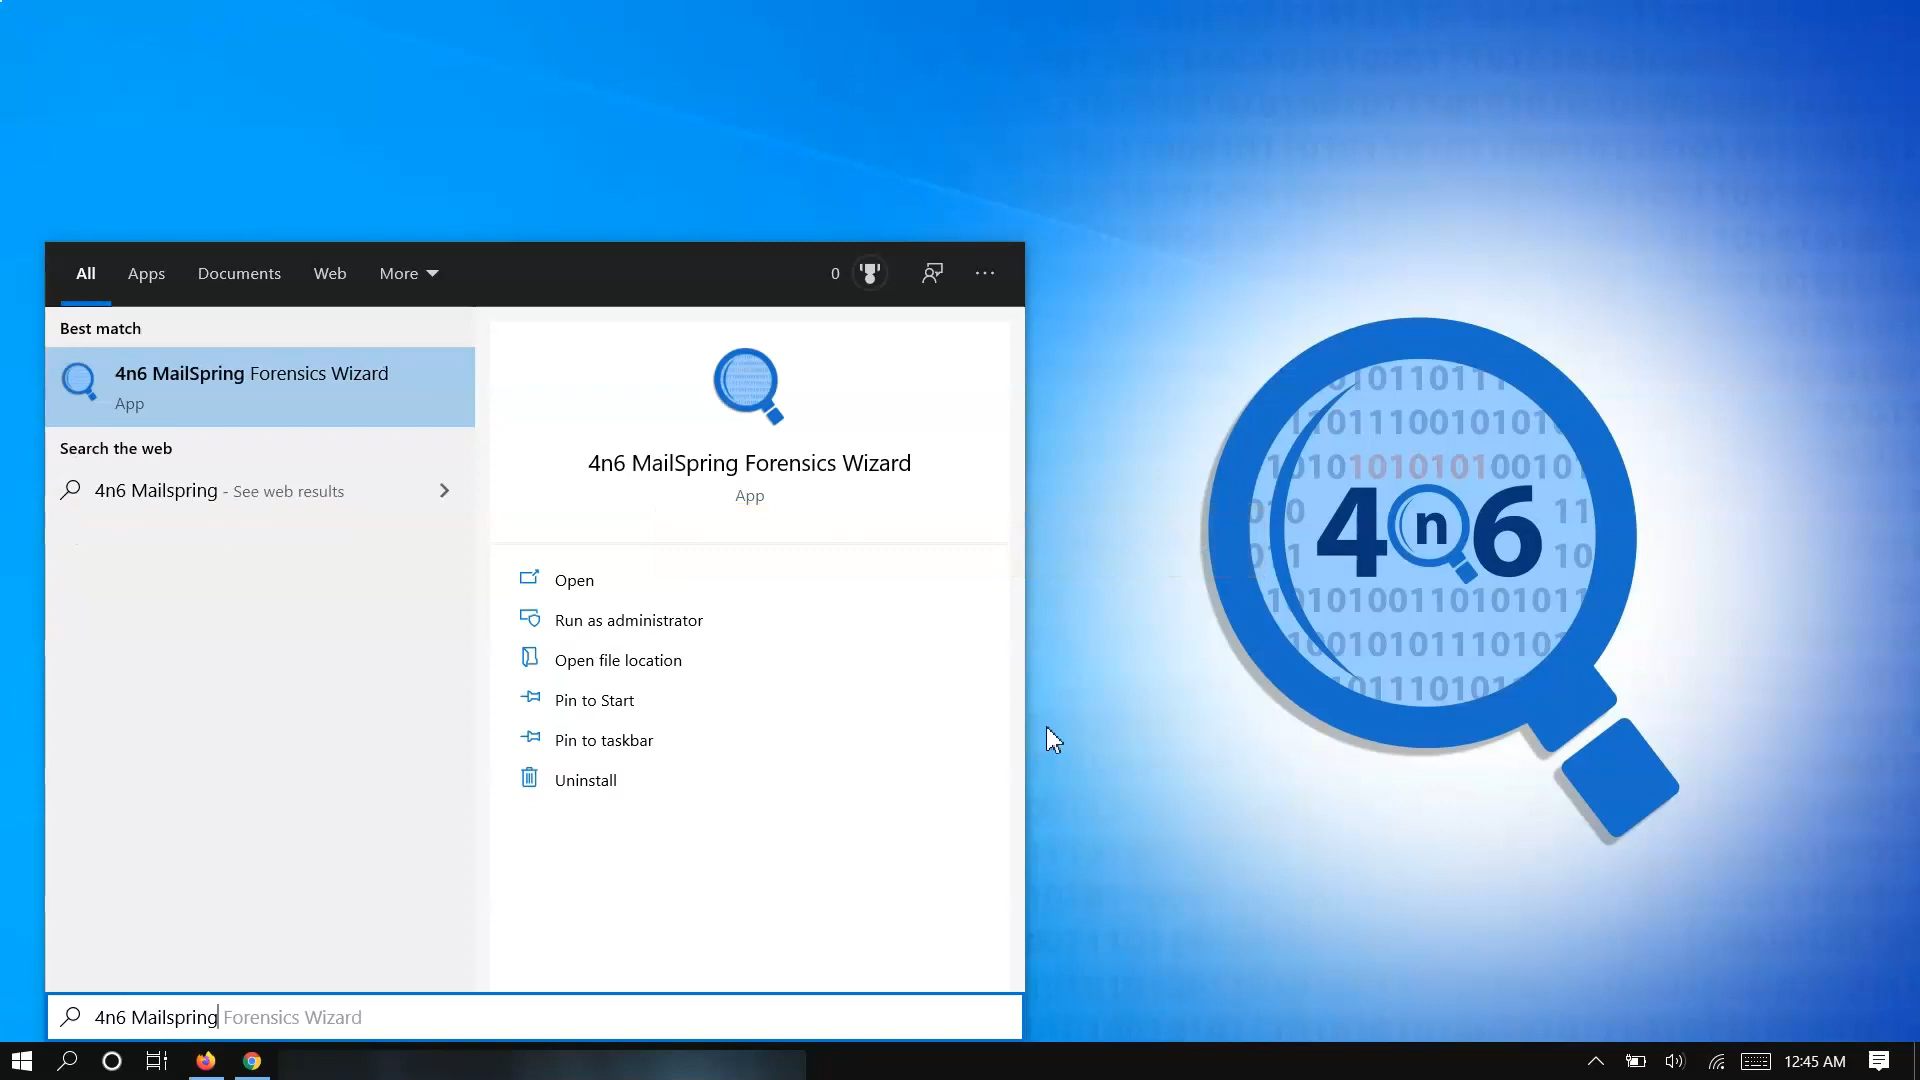 All Apps Documents Web More 0
Best match
4n6 MailSpring Forensics Wizard
App
Search the web
4n6 Mailspring - See web results
4n6 MailSpring Forensics Wizard
App
Open
Run as administrator
Open file location
Pin to Start
Pin to taskbar
Uninstall
4n6 Mailspring Forensics Wizard
4n6
12:45 AM